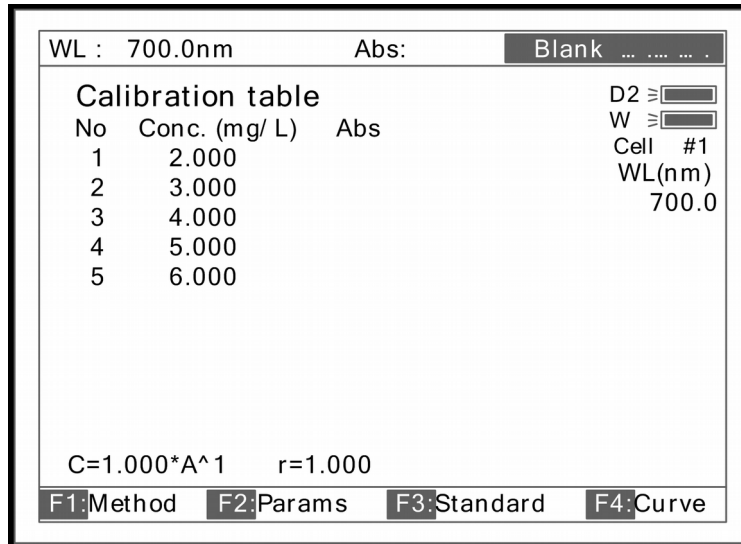 WL : 700.0nm Abs: Blank ... .... ... .
Calibration table
D2
No Conc. (mg/ L) Abs
W
1 2.000
Cell #1
2 3.000
WL(nm)
3 4.000
700.0
4 5.000
5 6.000
C=1.000*A^1 r=1.000
F1:Method F2:Params F3:Standard F4:Curve